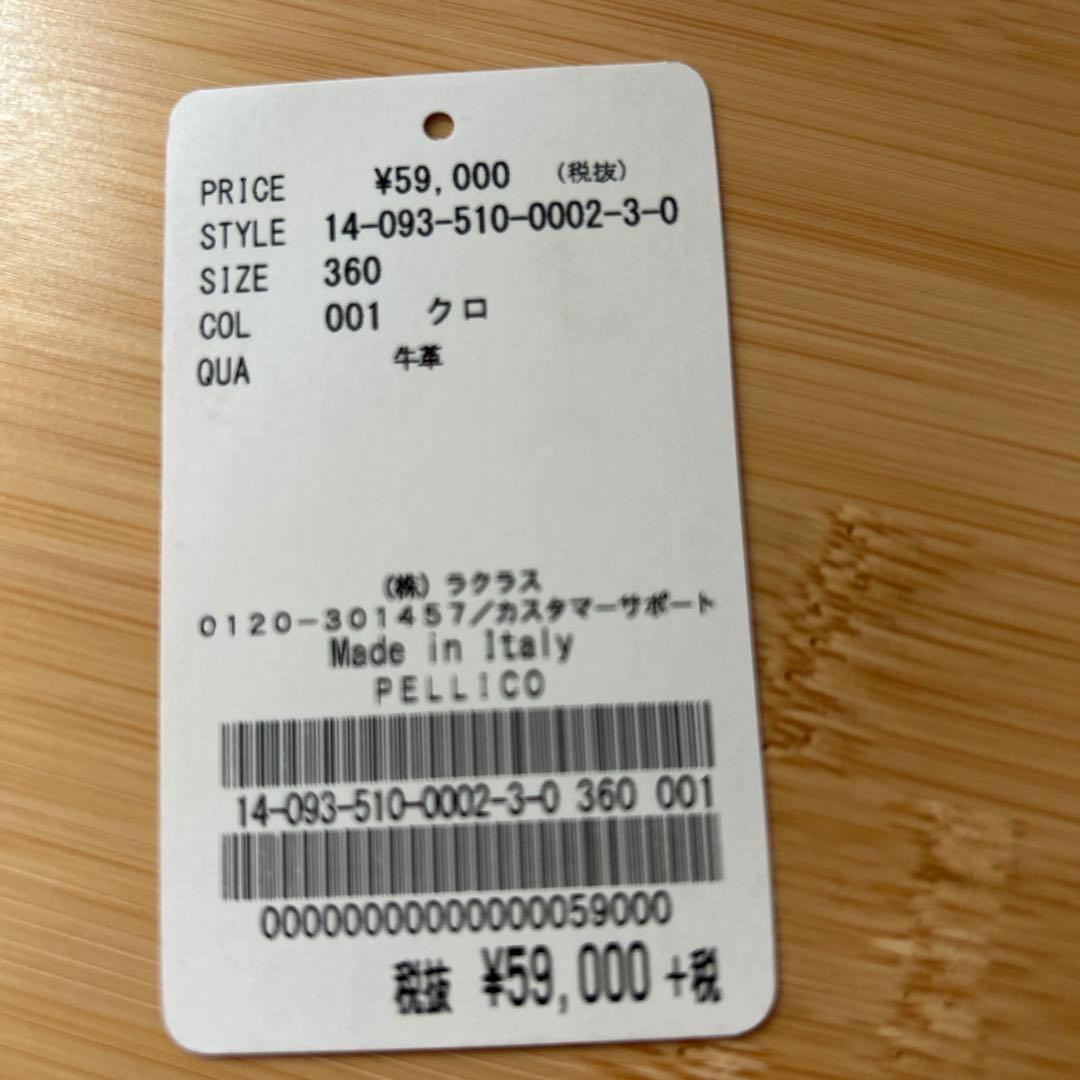 PRICE ¥59,000 (税抜)
STYLE 14-093-510-0002-3-0
SIZE 360
COL 001 クロ
QUA 牛革
(株)ラクラス
0120-301457/カスタマーサポート
Made in Italy
PELLICO
14-093-510-0002-3-0 360 001
00000000000000059000
税抜 ¥59,000+税